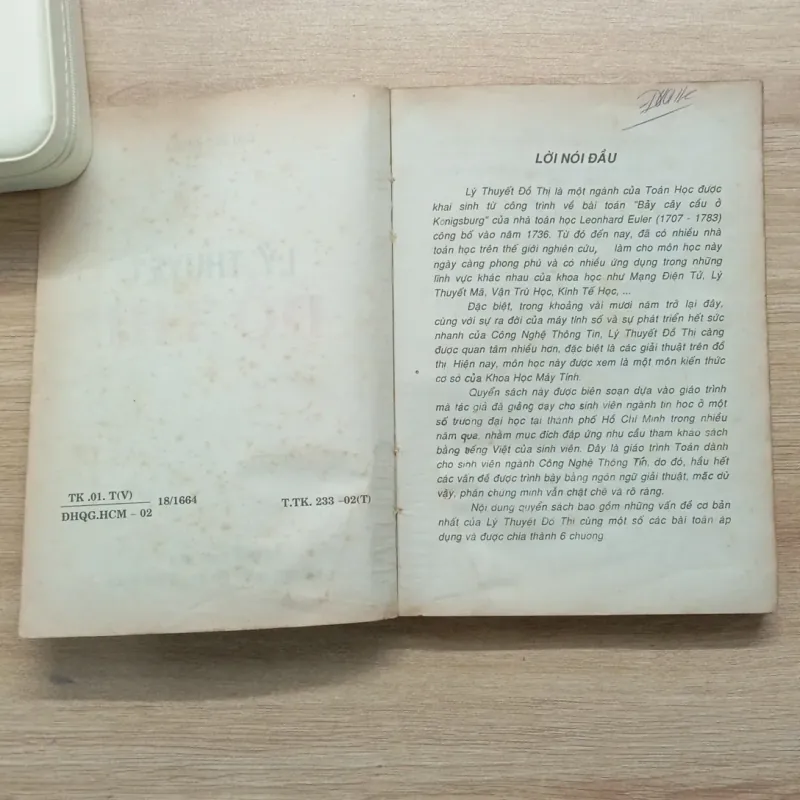 TK .01. T(V)
ĐHQG.HCM – 02
18/1664
T.TK. 233 –02(T)
LỜI NÓI ĐẦU
Lý Thuyết Đồ Thị là một ngành của Toán Học được
khai sinh từ công trình về bài toán "Bảy cây cầu ở
Konigsburg" của nhà toán học Leonhard Euler (1707 - 1783)
công bố vào năm 1736. Từ đó đến nay, đã có nhiều nhà
toán học trên thế giới nghiên cứu, làm cho môn học này
ngày càng phong phú và có nhiều ứng dụng trong những
lĩnh vực khác nhau của khoa học như Mạng Điện Tử, Lý
Thuyết Mã, Vận Trù Học, Kinh Tế Học, ...
Đặc biệt, trong khoảng vài mươi năm trở lại đây,
cùng với sự ra đời của máy tính số và sự phát triển hết sức
nhanh của Công Nghệ Thông Tin, Lý Thuyết Đồ Thị càng
được quan tâm nhiều hơn, đặc biệt là các giải thuật trên đồ
thị Hiện nay, môn học này được xem là một môn kiến thức
cơ sở của Khoa Học Máy Tính.
Quyển sách này được biên soạn dựa vào giáo trình
mà tác giả đã giảng dạy cho sinh viên ngành tin học ở một
số trường đại học tại thành phố Hồ Chí Minh trong nhiều
năm qua, nhằm mục đích đáp ứng nhu cầu tham khảo sách
bằng tiếng Việt của sinh viên. Đây là giáo trình Toán dành
cho sinh viên ngành Công Nghệ Thông Tin, do đó, hầu hết
các vấn đề được trình bày bằng ngôn ngữ giải thuật, mặc dù
vậy, phần chứng minh vẫn chặt chẽ và rõ ràng.
Nội dung quyển sách bao gồm những vấn đề cơ bản
nhất của Lý Thuyết Đồ Thị cùng một số các bài toán áp
dụng và được chia thành 6 chương